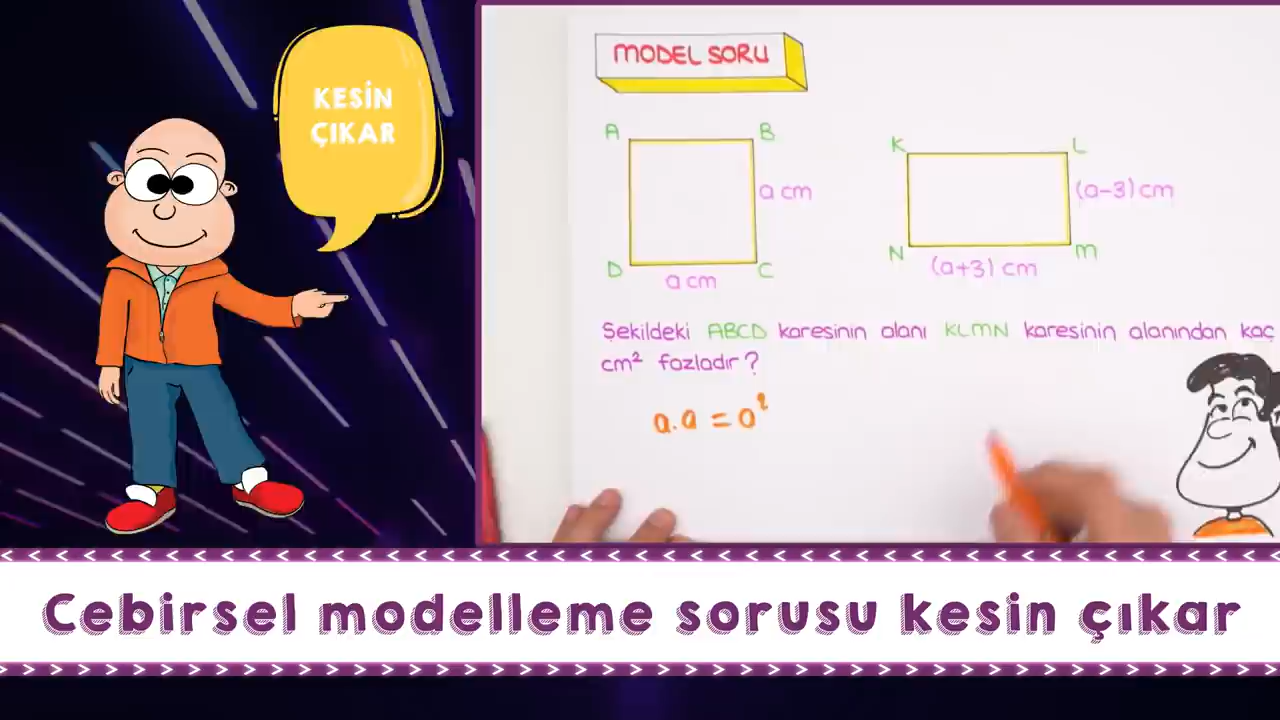 KESİN
ÇIKAR
MODEL SORU
A
B
a cm
D
C
a cm
K
L
(a-3) cm
N
M
(a+3) cm
Şekildeki ABCD karesinin alanı KLMN karesinin alanından kaç
cm² fazladır?
a.a = a²
Cebirsel modelleme sorusu kesin çıkar